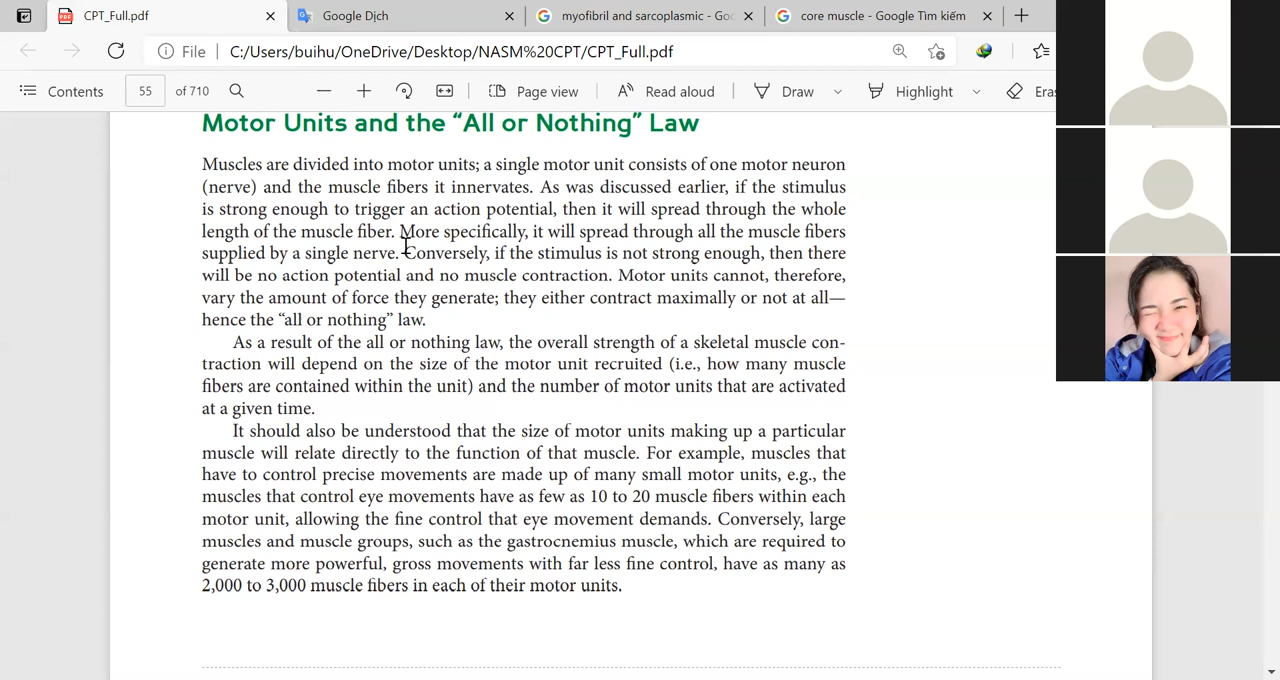 CPT_Full.pdf
Google Dịch
myofibril and sarcoplasmic - Goo
core muscle - Google Tìm kiếm
File
C:/Users/buihu/OneDrive/Desktop/NASM%20CPT/CPT_Full.pdf
Contents
55 of 710
Page view
Read aloud
Draw
Highlight
Eras
Motor Units and the “All or Nothing” Law
Muscles are divided into motor units; a single motor unit consists of one motor neuron
(nerve) and the muscle fibers it innervates. As was discussed earlier, if the stimulus
is strong enough to trigger an action potential, then it will spread through the whole
length of the muscle fiber. More specifically, it will spread through all the muscle fibers
supplied by a single nerve. Conversely, if the stimulus is not strong enough, then there
will be no action potential and no muscle contraction. Motor units cannot, therefore,
vary the amount of force they generate; they either contract maximally or not at all—
hence the “all or nothing” law.
As a result of the all or nothing law, the overall strength of a skeletal muscle con-
traction will depend on the size of the motor unit recruited (i.e., how many muscle
fibers are contained within the unit) and the number of motor units that are activated
at a given time.
It should also be understood that the size of motor units making up a particular
muscle will relate directly to the function of that muscle. For example, muscles that
have to control precise movements are made up of many small motor units, e.g., the
muscles that control eye movements have as few as 10 to 20 muscle fibers within each
motor unit, allowing the fine control that eye movement demands. Conversely, large
muscles and muscle groups, such as the gastrocnemius muscle, which are required to
generate more powerful, gross movements with far less fine control, have as many as
2,000 to 3,000 muscle fibers in each of their motor units.